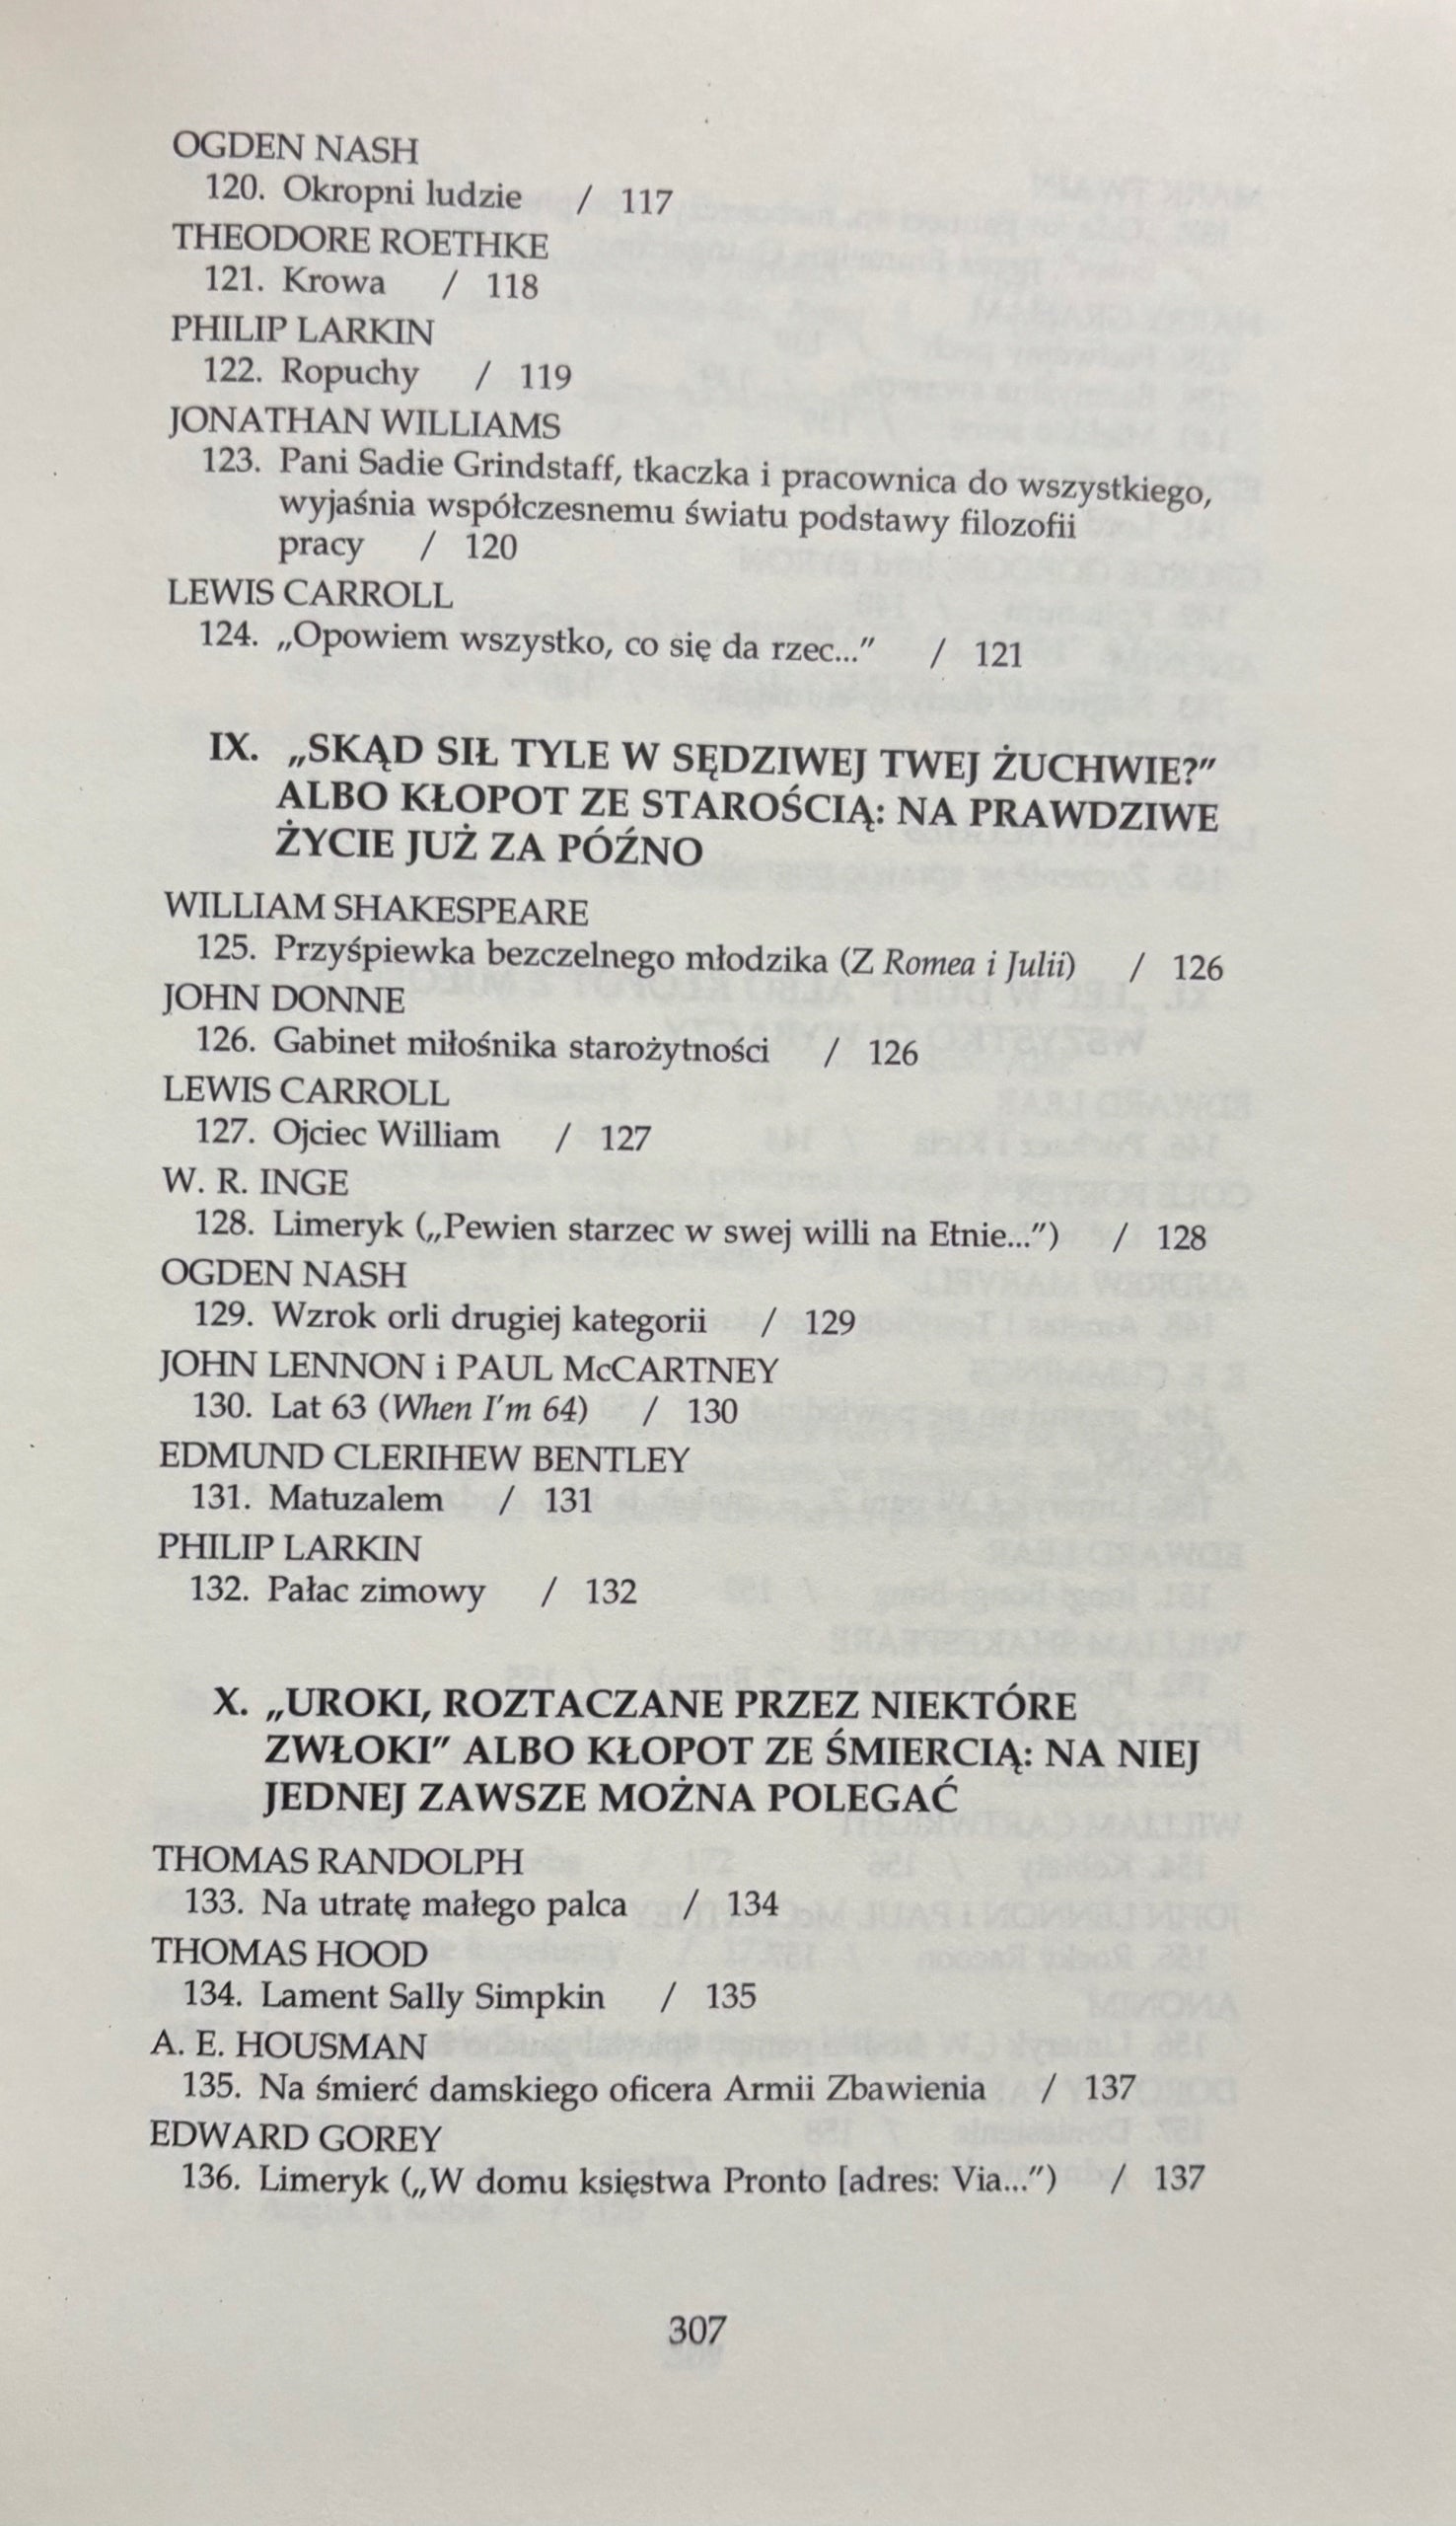 OGDEN NASH
120. Okropni ludzie / 117
THEODORE ROETHKE
121. Krowa / 118
PHILIP LARKIN
122. Ropuchy / 119
JONATHAN WILLIAMS
123. Pani Sadie Grindstaff, tkaczka i pracownica do wszystkiego,
wyjaśnia współczesnemu światu podstawy filozofii
pracy / 120
LEWIS CARROLL
124. „Opowiem wszystko, co się da rzec...” / 121
IX. „SKĄD SIŁ TYLE W SĘDZIWEJ TWEJ ŻUCHWIE?”
ALBO KŁOPOT ZE STAROŚCIĄ: NA PRAWDZIWE
ŻYCIE JUŻ ZA PÓŹNO
WILLIAM SHAKESPEARE
125. Przyśpiewka bezczelnego młodzika (Z Romea i Julii) / 126
JOHN DONNE
126. Gabinet miłośnika starożytności / 126
LEWIS CARROLL
127. Ojciec William / 127
W. R. INGE
128. Limeryk („Pewien starzec w swej willi na Etnie...”) / 128
OGDEN NASH
129. Wzrok orli drugiej kategorii / 129
JOHN LENNON i PAUL McCARTNEY
130. Lat 63 (When I'm 64) / 130
EDMUND CLERIHEW BENTLEY
131. Matuzalem / 131
PHILIP LARKIN
132. Pałac zimowy / 132
X. „UROKI, ROZTACZANE PRZEZ NIEKTÓRE
ZWŁOKI” ALBO KŁOPOT ZE ŚMIERCIĄ: NA NIEJ
JEDNEJ ZAWSZE MOŻNA POLEGAĆ
THOMAS RANDOLPH
133. Na utratę małego palca / 134
THOMAS HOOD
134. Lament Sally Simpkin / 135
A. E. HOUSMAN
135. Na śmierć damskiego oficera Armii Zbawienia / 137
EDWARD GOREY
136. Limeryk („W domu księstwa Pronto [adres: Via...”) / 137
307